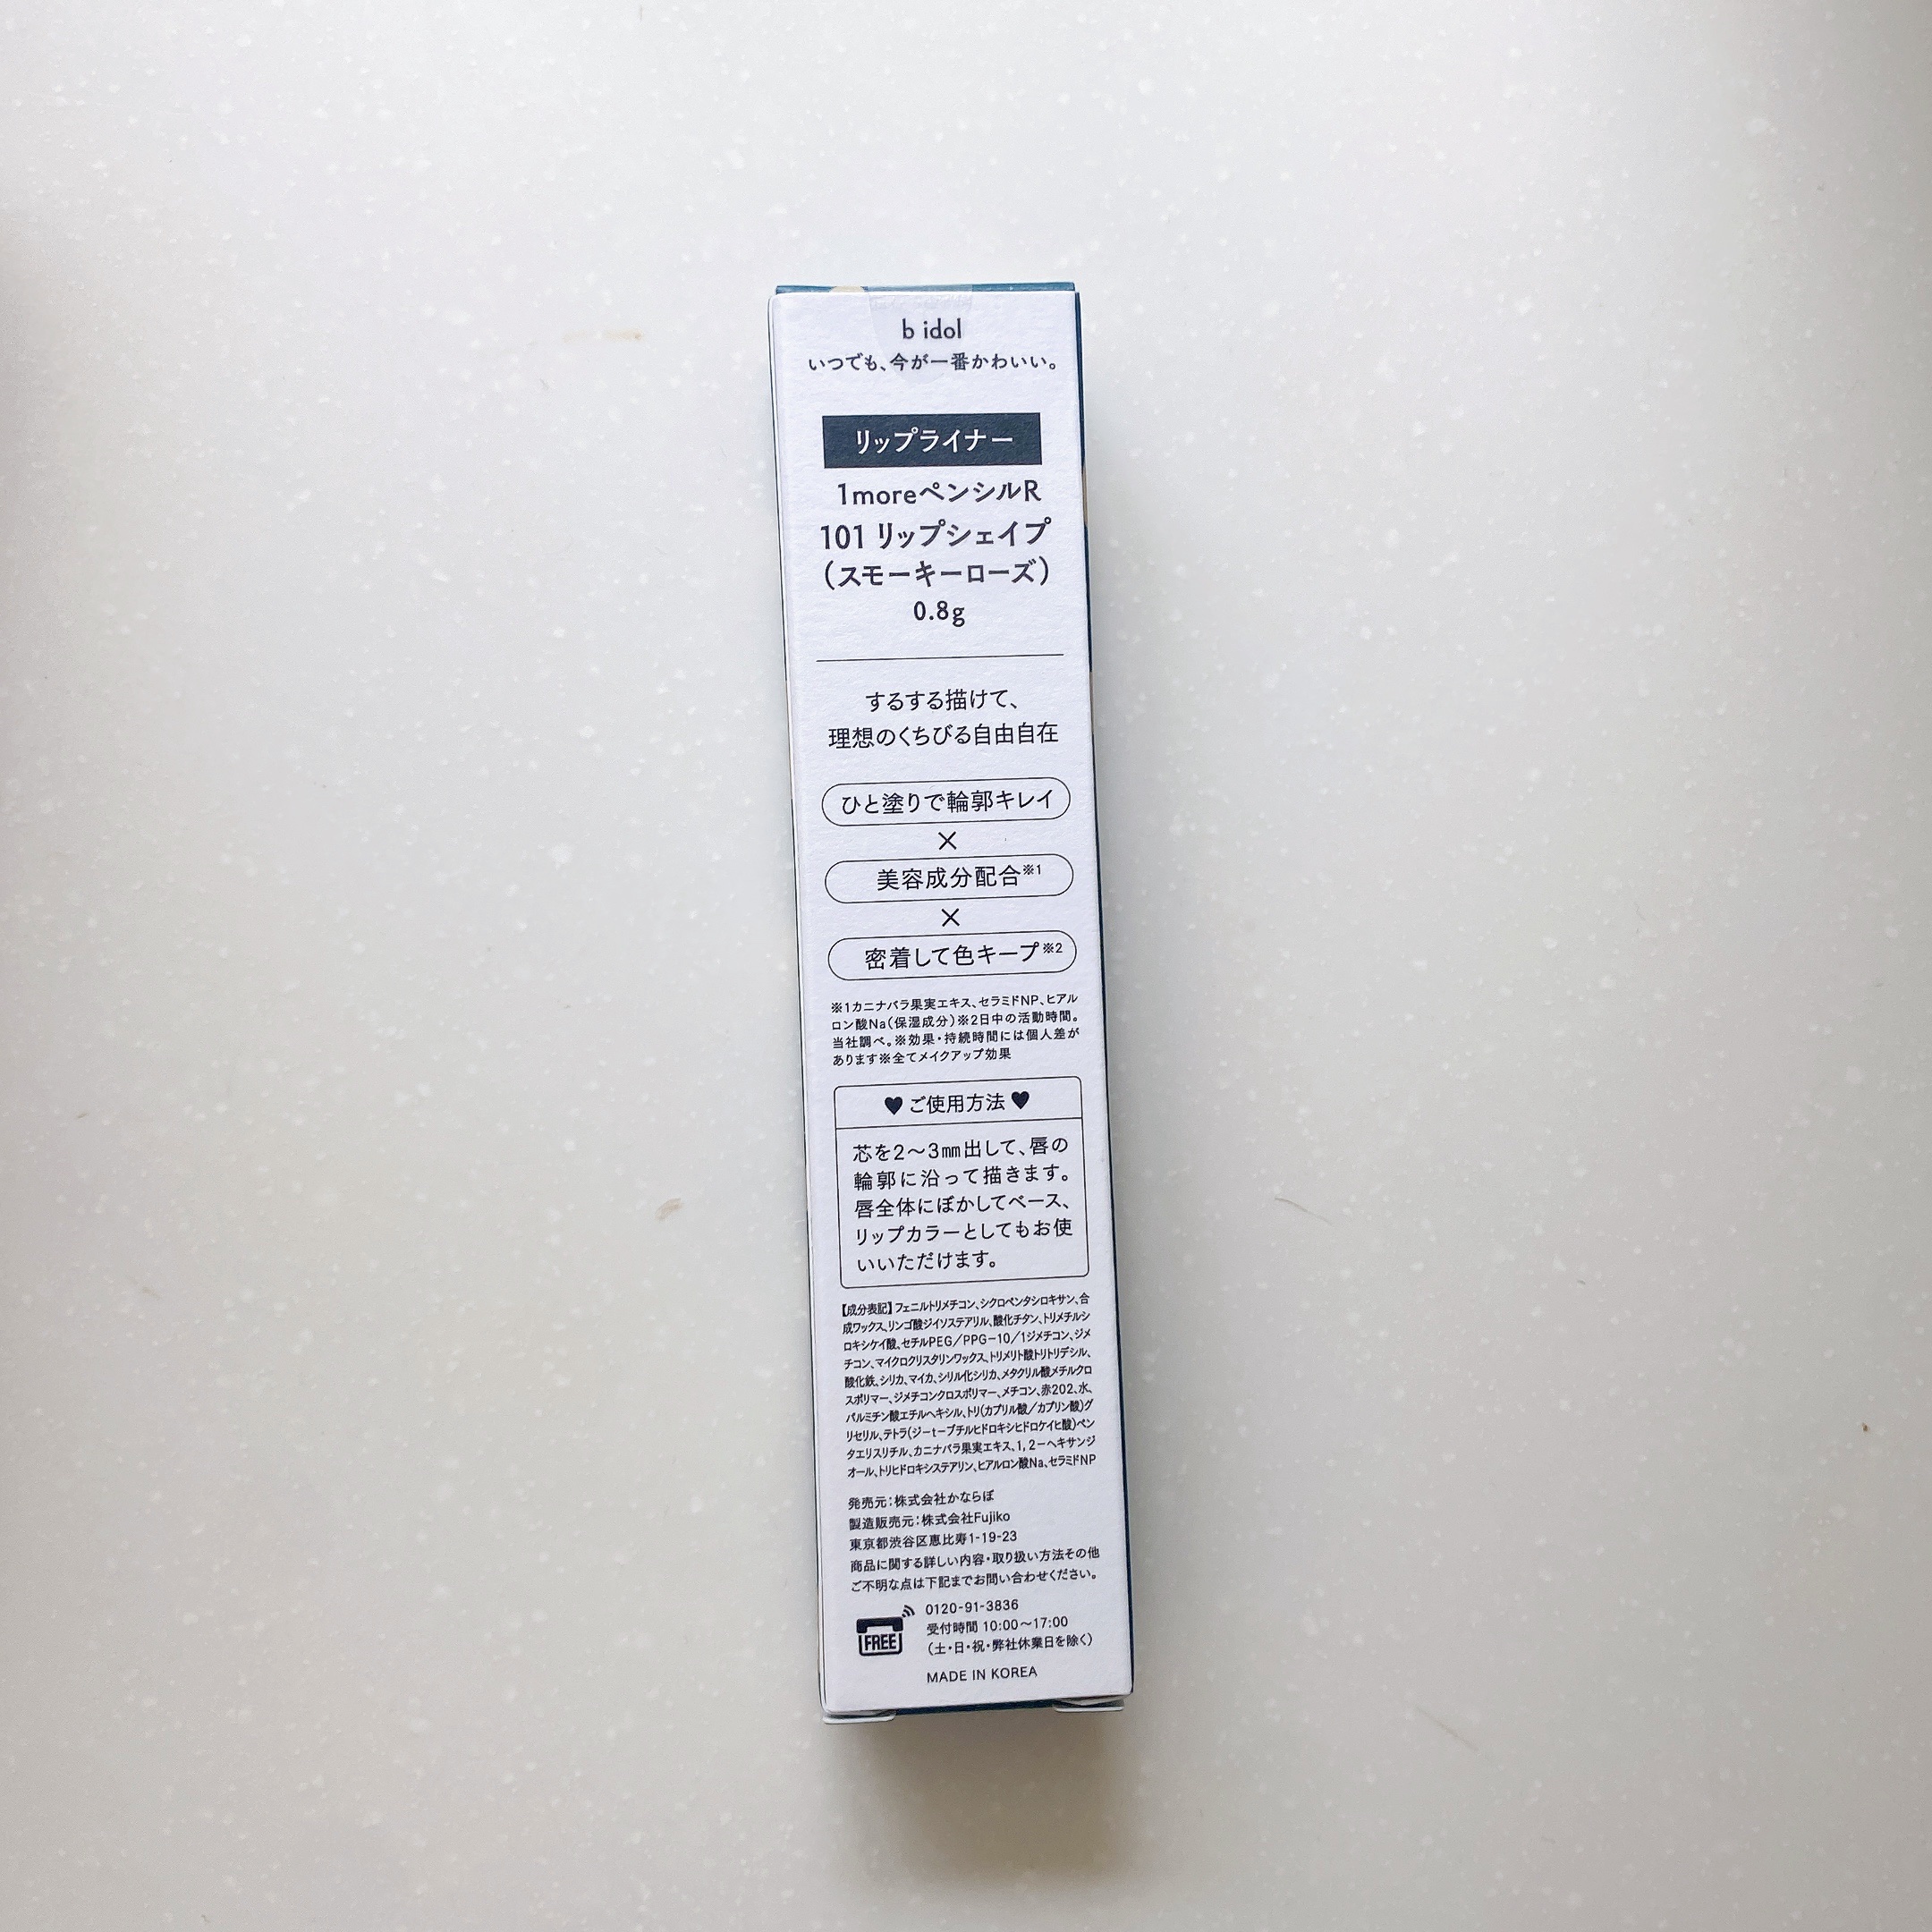 b idol
いつでも、今が一番かわいい。
リップライナー
1moreペンシルR
101 リップシェイプ
(スモーキーローズ)
0.8g
するする描けて、
理想のくちびる自由自在
ひと塗りで輪郭キレイ
×
美容成分配合※1
×
密着して色キープ※2
※1カニナバラ果実エキス、セラミドNP、ヒアル
ロン酸Na(保湿成分)※2日中の活動時間。
当社調べ。※効果・持続時間には個人差が
あります※全てメイクアップ効果
♥ ご使用方法 ♥
芯を2〜3㎜出して、唇の
輪郭に沿って描きます。
唇全体にぼかしてベース、
リップカラーとしてもお使
いいただけます。
【成分表記】フェニルトリメチコン、シクロペンタシロキサン、合
成ワックス、リンゴ酸ジイソステアリル、酸化チタン、トリメチルシ
ロキシケイ酸、セチルPEG/PPG-10/1ジメチコン、ジメ
チコン、マイクロクリスタリンワックス、トリメリト酸トリトリデシル、
酸化鉄、シリカ、マイカ、シリル化シリカ、メタクリル酸メチルクロ
スポリマー、ジメチコンクロスポリマー、メチコン、赤202、水、
パルミチン酸エチルヘキシル、トリ(カプリル酸/カプリン酸)グ
リセリル、テトラ(ジ-t-ブチルヒドロキシヒドロケイヒ酸)ペン
タエリスリチル、カニナバラ果実エキス、1,2-ヘキサンジ
オール、トリヒドロキシステアリン、ヒアルロン酸Na、セラミドNP
発売元:株式会社かならぼ
製造販売元:株式会社Fujiko
東京都渋谷区恵比寿1-19-23
商品に関する詳しい内容・取り扱い方法その他
ご不明な点は下記までお問い合わせください。
FREE
0120-91-3836
受付時間 10:00〜17:00
(土・日・祝・弊社休業日を除く)
MADE IN KOREA